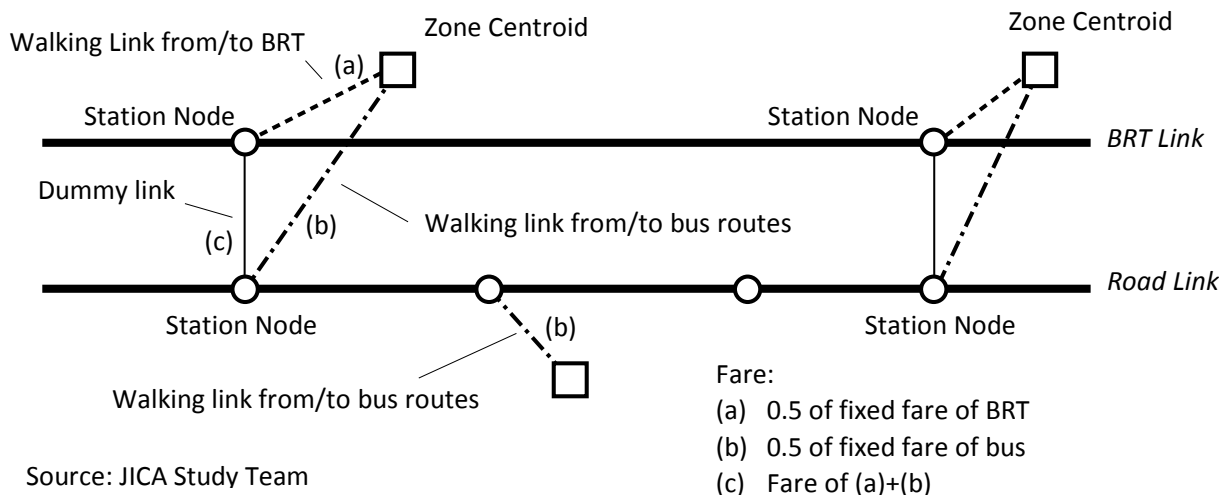 Zone Centroid
Zone Centroid
Walking Link from/to BRT
(a)
Station Node
Station Node
BRT Link
Dummy link
(b)
Walking link from/to bus routes
(c)
Road Link
Station Node
(b)
Station Node
Walking link from/to bus routes
Fare:
(a) 0.5 of fixed fare of BRT
(b) 0.5 of fixed fare of bus
(c) Fare of (a)+(b)
Source: JICA Study Team